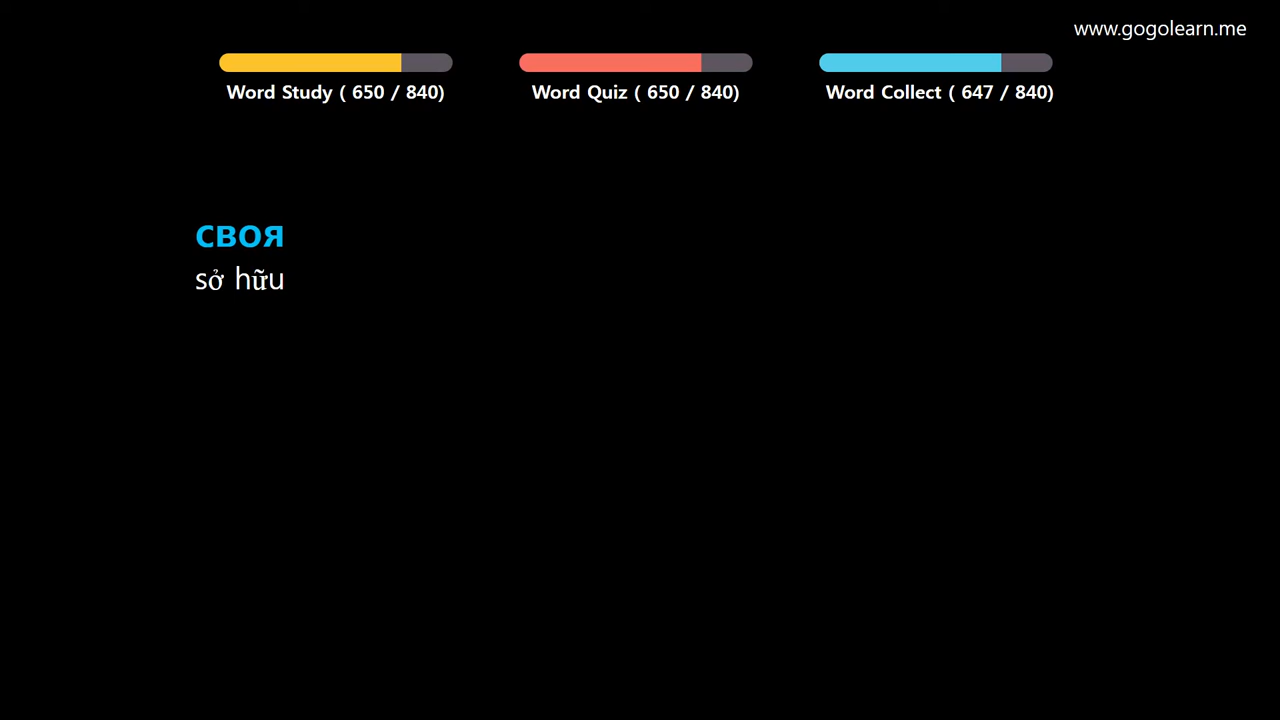 www.gogolearn.me
Word Study ( 650 / 840)
Word Quiz ( 650 / 840)
Word Collect ( 647 / 840)
СВОЯ
sở hữu